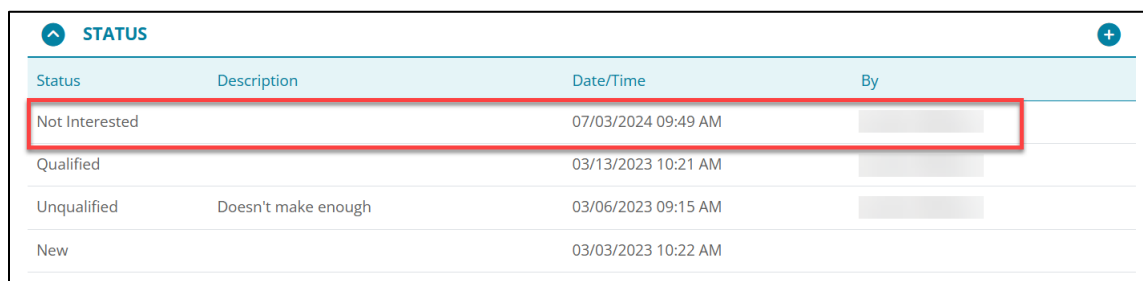 STATUS
Status Description Date/Time By
Not Interested 07/03/2024 09:49 AM
Qualified 03/13/2023 10:21 AM
Unqualified Doesn't make enough 03/06/2023 09:15 AM
New 03/03/2023 10:22 AM